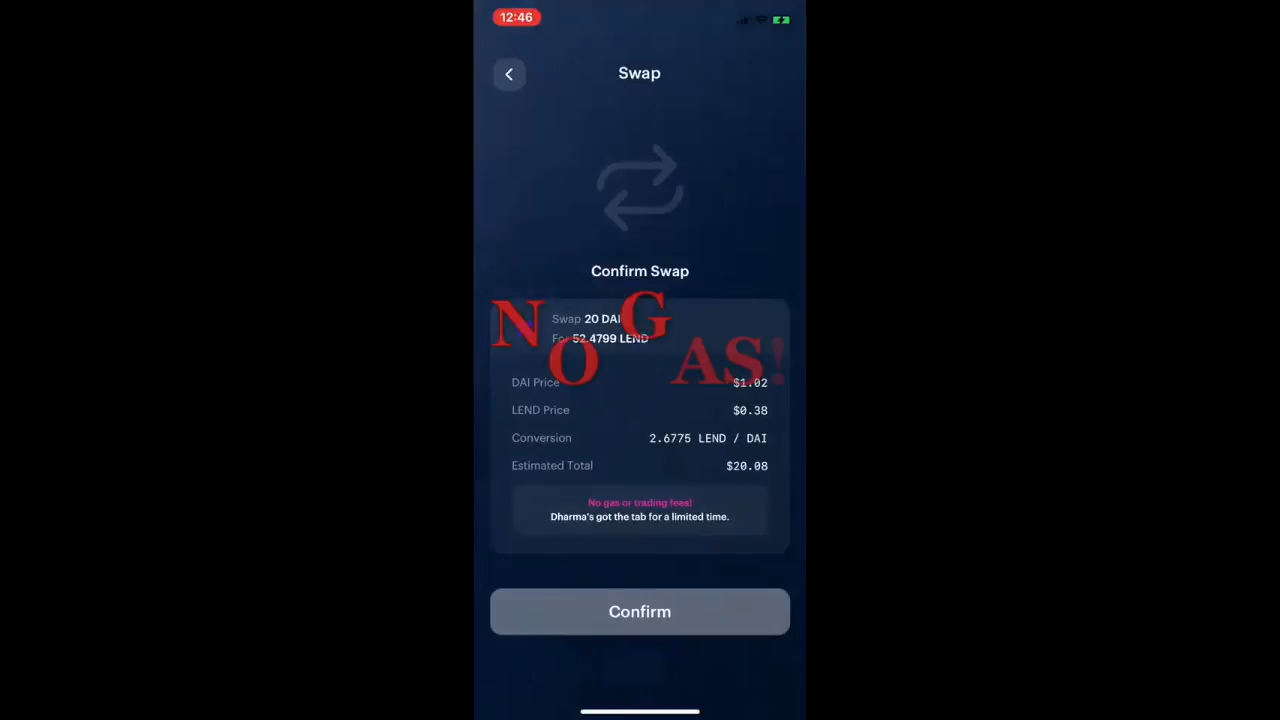 12:46
Swap
Confirm Swap
NO GAS!
Swap 20 DAI
For 52.4799 LEND
DAI Price $1.02
LEND Price $0.38
Conversion 2.6775 LEND / DAI
Estimated Total $20.08
No gas or trading fees!
Dharma's got the tab for a limited time.
Confirm